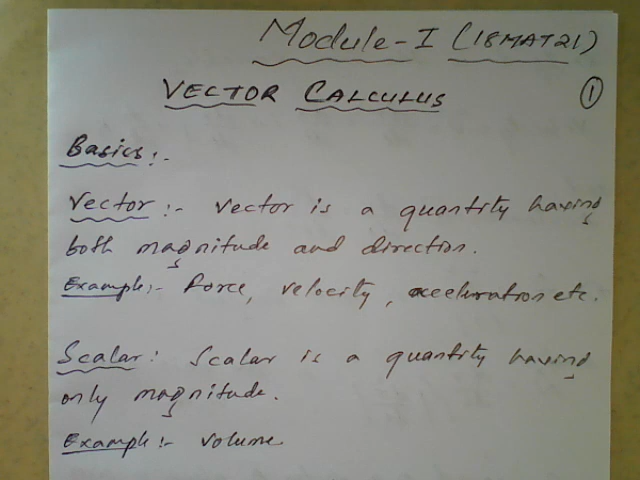 Module-I (18MAT21)
VECTOR CALCULUS ①
Basics:-
Vector:- Vector is a quantity having
both magnitude and direction.
Example:- Force, velocity, acceleration etc.
Scalar: Scalar is a quantity having
only magnitude.
Example:- Volume